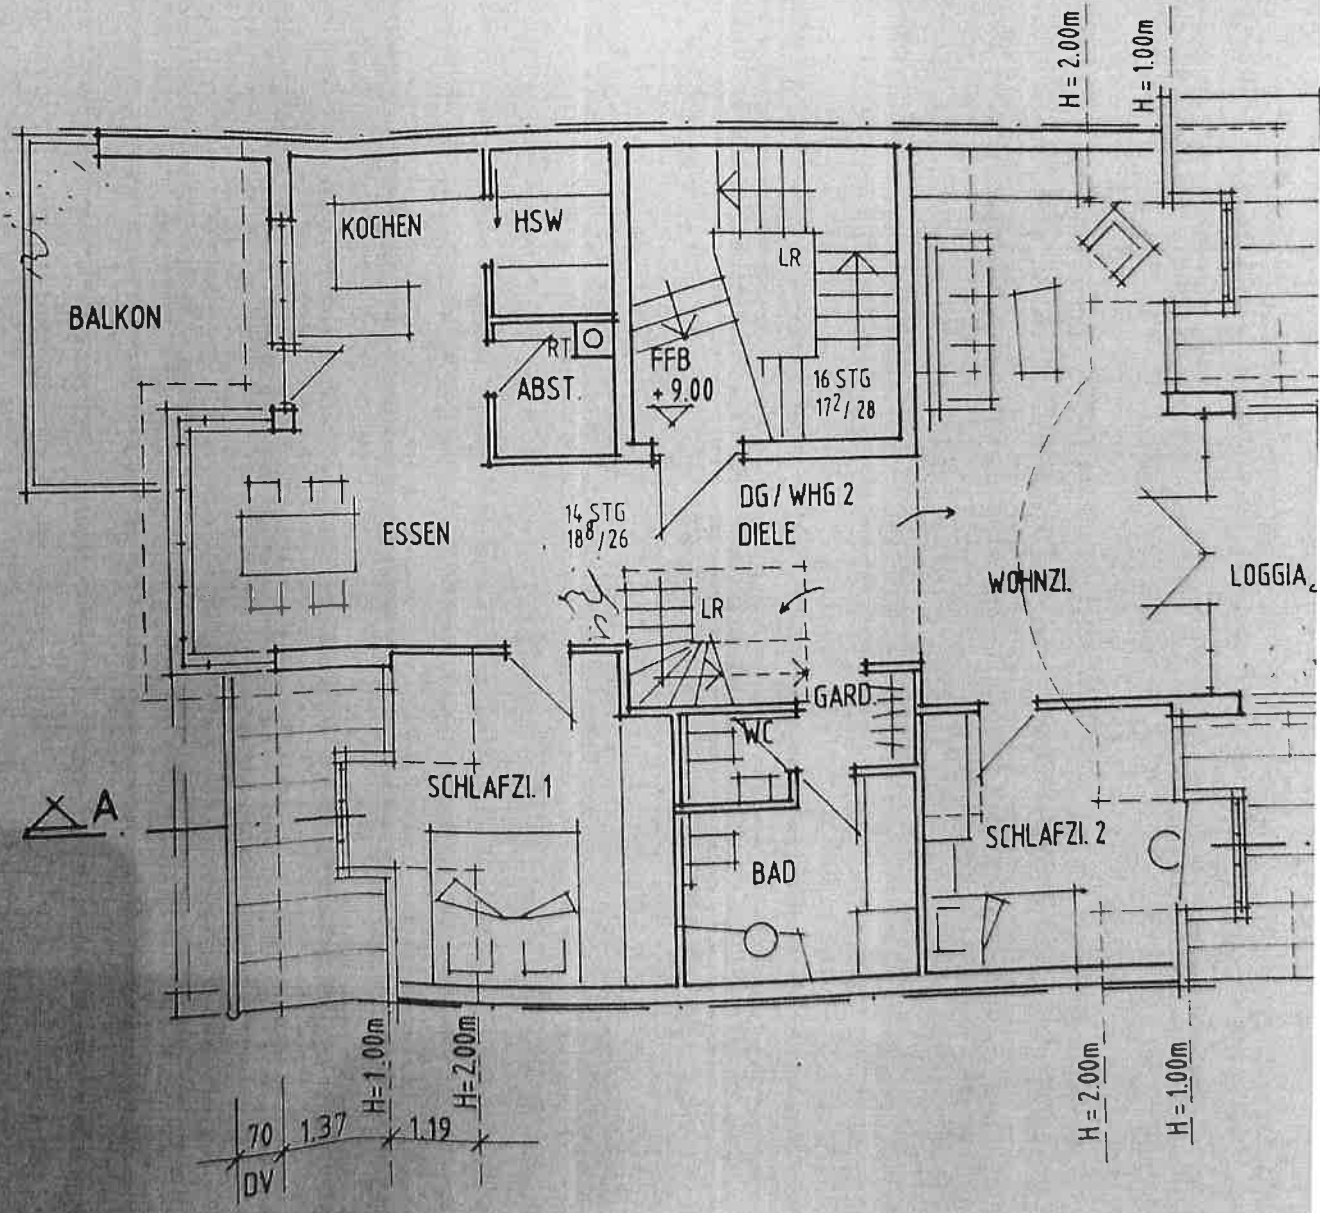 H = 2.00m
H = 1.00m
KOCHEN
HSW
BALKON
LR
RT
ABST.
FFB
+ 9.00
16 STG
17²/28
ESSEN
14 STG
18⁸/26
DG / WHG 2
DIELE
WOHNZI.
LOGGIA
LR
GARD.
WC
SCHLAFZI. 1
A
BAD
SCHLAFZI. 2
H = 1.00m
H = 2.00m
H = 2.00m
H = 1.00m
70
1.37
1.19
DV